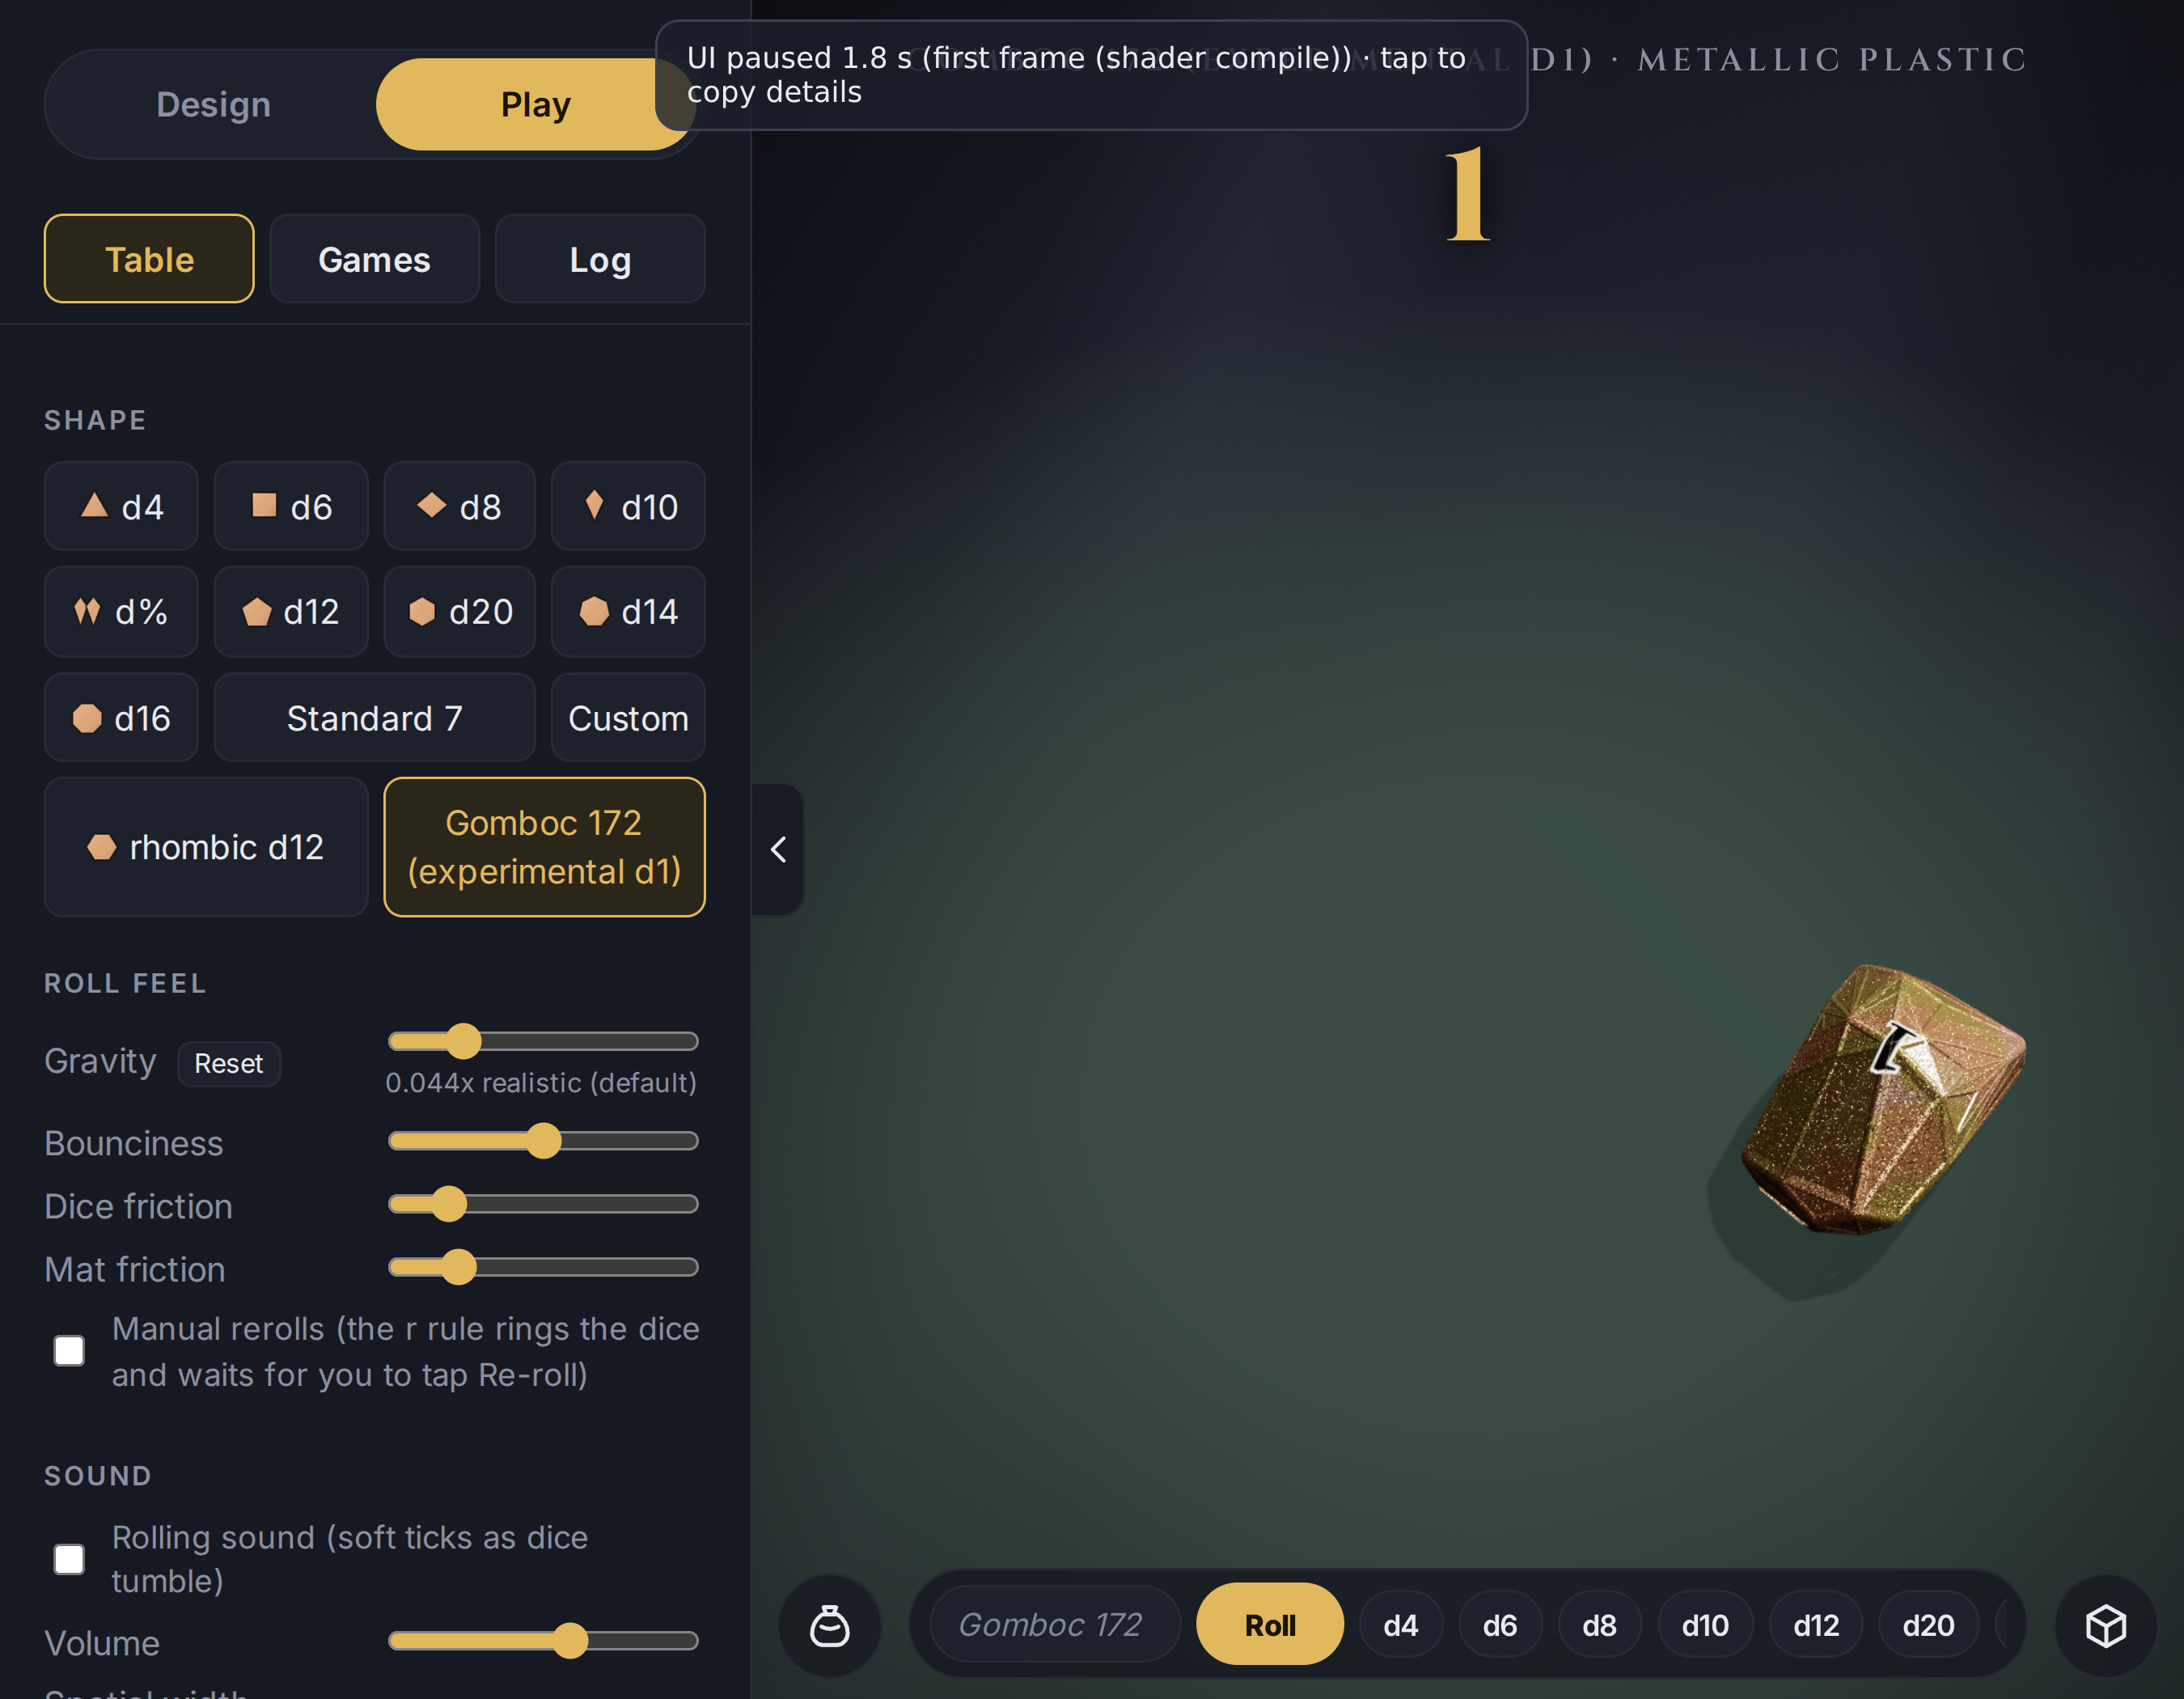 UI paused 1.8 s (first frame (shader compile)) · tap to
copy details
D1) · METALLIC PLASTIC
Design
Play
1
Table
Games
Log
SHAPE
d4
d6
d8
d10
d%
d12
d20
d14
d16
Standard 7
Custom
rhombic d12
Gomboc 172
(experimental d1)
ROLL FEEL
Gravity
Reset
0.044x realistic (default)
Bounciness
Dice friction
Mat friction
Manual rerolls (the r rule rings the dice
and waits for you to tap Re-roll)
1
SOUND
Rolling sound (soft ticks as dice
tumble)
Volume
Spatial width
Gomboc 172
Roll
d4
d6
d8
d10
d12
d20